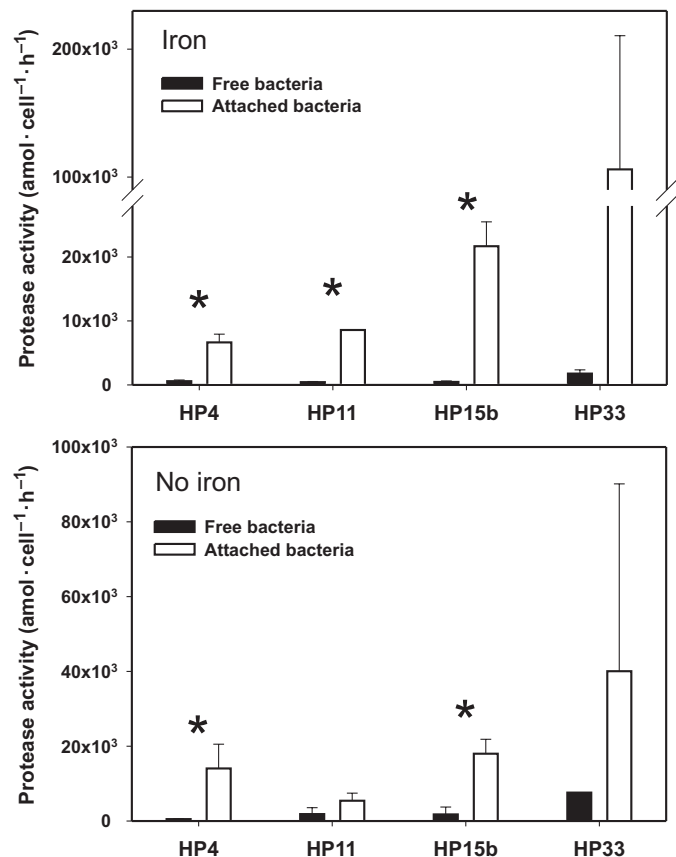 Protease activity (amol·cell⁻¹·h⁻¹)
200x10³
100x10³
20x10³
10x10³
0
Iron
Free bacteria
Attached bacteria
*
*
*
HP4 HP11 HP15b HP33
Protease activity (amol·cell⁻¹·h⁻¹)
100x10³
80x10³
60x10³
40x10³
20x10³
0
No iron
Free bacteria
Attached bacteria
*
*
HP4 HP11 HP15b HP33